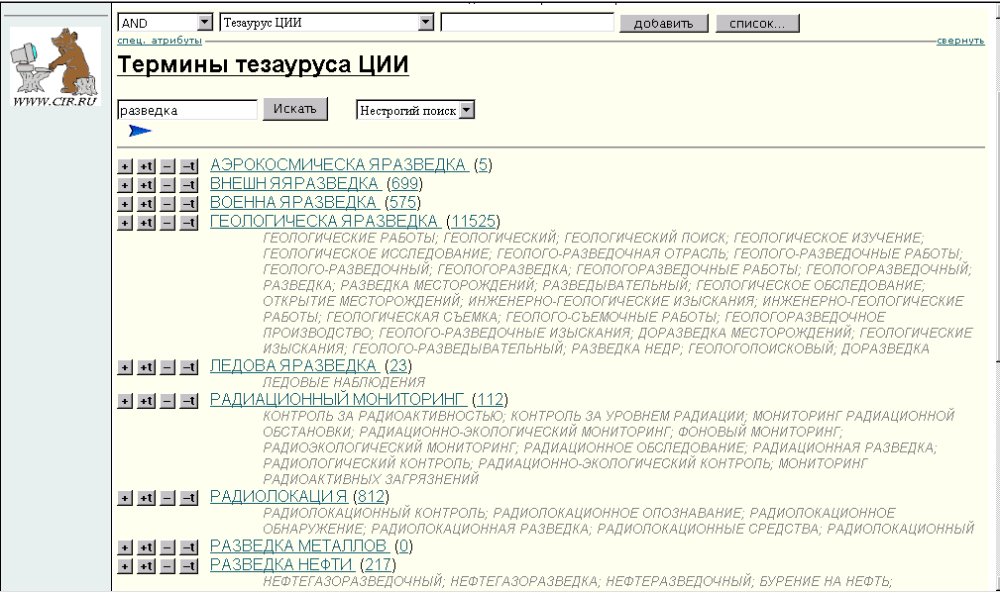 AND Тезаурус ЦИИ добавить список...
спец. атрибуты свернуть
Термины тезауруса ЦИИ
WWW.CIR.RU
разведка Искать Нестрогий поиск
+ +t – –t АЭРОКОСМИЧЕСКА Я РАЗВЕДКА (5)
+ +t – –t ВНЕШН ЯЯ РАЗВЕДКА (699)
+ +t – –t ВОЕННА Я РАЗВЕДКА (575)
+ +t – –t ГЕОЛОГИЧЕСКА Я РАЗВЕДКА (11525)
ГЕОЛОГИЧЕСКИЕ РАБОТЫ; ГЕОЛОГИЧЕСКИЙ; ГЕОЛОГИЧЕСКИЙ ПОИСК; ГЕОЛОГИЧЕСКОЕ ИЗУЧЕНИЕ;
ГЕОЛОГИЧЕСКОЕ ИССЛЕДОВАНИЕ; ГЕОЛОГО-РАЗВЕДОЧНАЯ ОТРАСЛЬ; ГЕОЛОГО-РАЗВЕДОЧНЫЕ РАБОТЫ;
ГЕОЛОГО-РАЗВЕДОЧНЫЙ; ГЕОЛОГОРАЗВЕДКА; ГЕОЛОГОРАЗВЕДОЧНЫЕ РАБОТЫ; ГЕОЛОГОРАЗВЕДОЧНЫЙ;
РАЗВЕДКА; РАЗВЕДКА МЕСТОРОЖДЕНИЙ; РАЗВЕДЫВАТЕЛЬНЫЙ; ГЕОЛОГИЧЕСКОЕ ОБСЛЕДОВАНИЕ;
ОТКРЫТИЕ МЕСТОРОЖДЕНИЙ; ИНЖЕНЕРНО-ГЕОЛОГИЧЕСКИЕ ИЗЫСКАНИЯ; ИНЖЕНЕРНО-ГЕОЛОГИЧЕСКИЕ
РАБОТЫ; ГЕОЛОГИЧЕСКАЯ СЪЕМКА; ГЕОЛОГО-СЪЕМОЧНЫЕ РАБОТЫ; ГЕОЛОГОРАЗВЕДОЧНОЕ
ПРОИЗВОДСТВО; ГЕОЛОГО-РАЗВЕДОЧНЫЕ ИЗЫСКАНИЯ; ДОРАЗВЕДКА МЕСТОРОЖДЕНИЙ; ГЕОЛОГИЧЕСКИЕ
ИЗЫСКАНИЯ; ГЕОЛОГО-РАЗВЕДЫВАТЕЛЬНЫЙ; РАЗВЕДКА НЕДР; ГЕОЛОГОПОИСКОВЫЙ; ДОРАЗВЕДКА
+ +t – –t ЛЕДОВА Я РАЗВЕДКА (23)
ЛЕДОВЫЕ НАБЛЮДЕНИЯ
+ +t – –t РАДИАЦИОННЫЙ МОНИТОРИНГ (112)
КОНТРОЛЬ ЗА РАДИОАКТИВНОСТЬЮ; КОНТРОЛЬ ЗА УРОВНЕМ РАДИАЦИИ; МОНИТОРИНГ РАДИАЦИОННОЙ
ОБСТАНОВКИ; РАДИАЦИОННО-ЭКОЛОГИЧЕСКИЙ МОНИТОРИНГ; ФОНОВЫЙ МОНИТОРИНГ;
РАДИОЭКОЛОГИЧЕСКИЙ МОНИТОРИНГ; РАДИАЦИОННОЕ ОБСЛЕДОВАНИЕ; РАДИАЦИОННАЯ РАЗВЕДКА;
РАДИОЛОГИЧЕСКИЙ КОНТРОЛЬ; РАДИАЦИОННО-ЭКОЛОГИЧЕСКИЙ КОНТРОЛЬ; МОНИТОРИНГ
РАДИОАКТИВНЫХ ЗАГРЯЗНЕНИЙ
+ +t – –t РАДИОЛОКАЦИ Я (812)
РАДИОЛОКАЦИОННЫЙ КОНТРОЛЬ; РАДИОЛОКАЦИОННОЕ ОПОЗНАВАНИЕ; РАДИОЛОКАЦИОННОЕ
ОБНАРУЖЕНИЕ; РАДИОЛОКАЦИОННАЯ РАЗВЕДКА; РАДИОЛОКАЦИОННЫЕ СРЕДСТВА; РАДИОЛОКАЦИОННЫЙ
+ +t – –t РАЗВЕДКА МЕТАЛЛОВ (0)
+ +t – –t РАЗВЕДКА НЕФТИ (217)
НЕФТЕГАЗОРАЗВЕДОЧНЫЙ; НЕФТЕГАЗОРАЗВЕДКА; НЕФТЕРАЗВЕДОЧНЫЙ; БУРЕНИЕ НА НЕФТЬ;